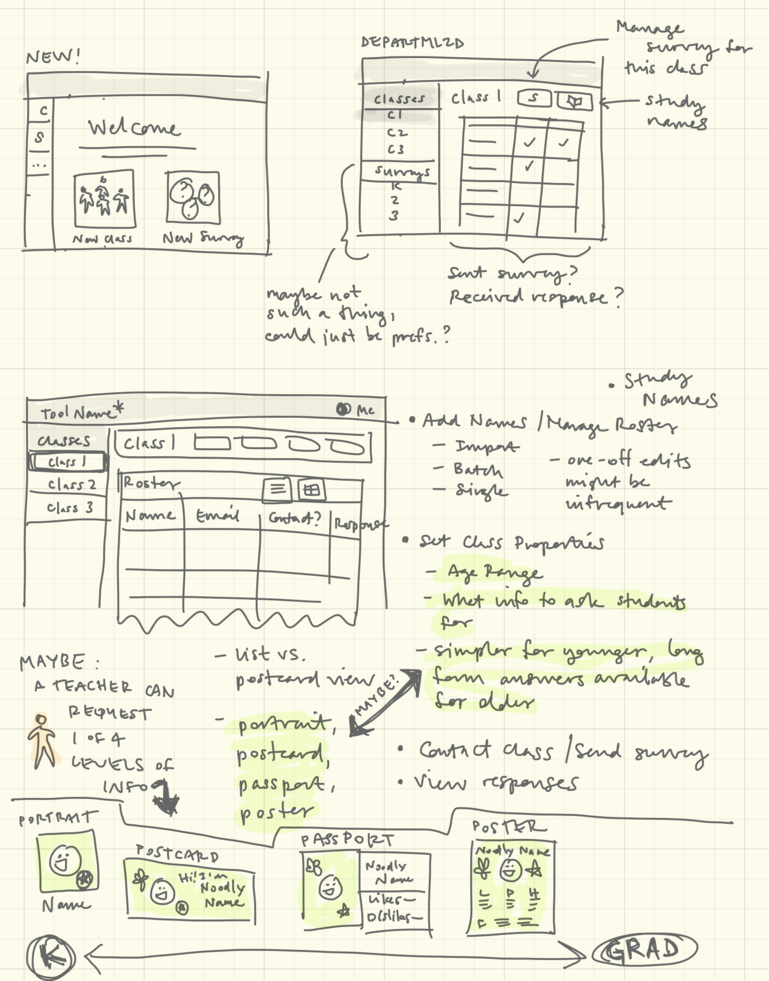 NEW!
C
S
...
Welcome
New Class
New Survey
Manage
survey for
this class
study
names
Classes
C1
C2
C3
surveys
K
2
3
Class 1
S
Sent survey?
Received response?
maybe not
such a thing,
could just be prefs.?
Tool Name*
Me
classes
Class 1
Class 2
Class 3
Class 1
Roster
Name
Email
Contact?
Response
• Study
Names
• Add Names / Manage Roster
- Import
- Batch
- Single
- one-off edits
might be
infrequent
• Set Class Properties
- Age Range
- What info to ask students
for
- simpler for younger, long
form answers available
for older
• Contact class / Send survey
• View responses
- list vs.
postcard view
- portrait,
postcard,
passport,
poster
MAYBE?
MAYBE:
A TEACHER CAN
REQUEST
1 OF 4
LEVELS OF
INFO
PORTRAIT
Name
POSTCARD
Hi! I'm
Noodly
Name
PASSPORT
Noodly
Name
Likes—
Dislikes—
POSTER
Noodly Name
L D H
F
K
GRAD